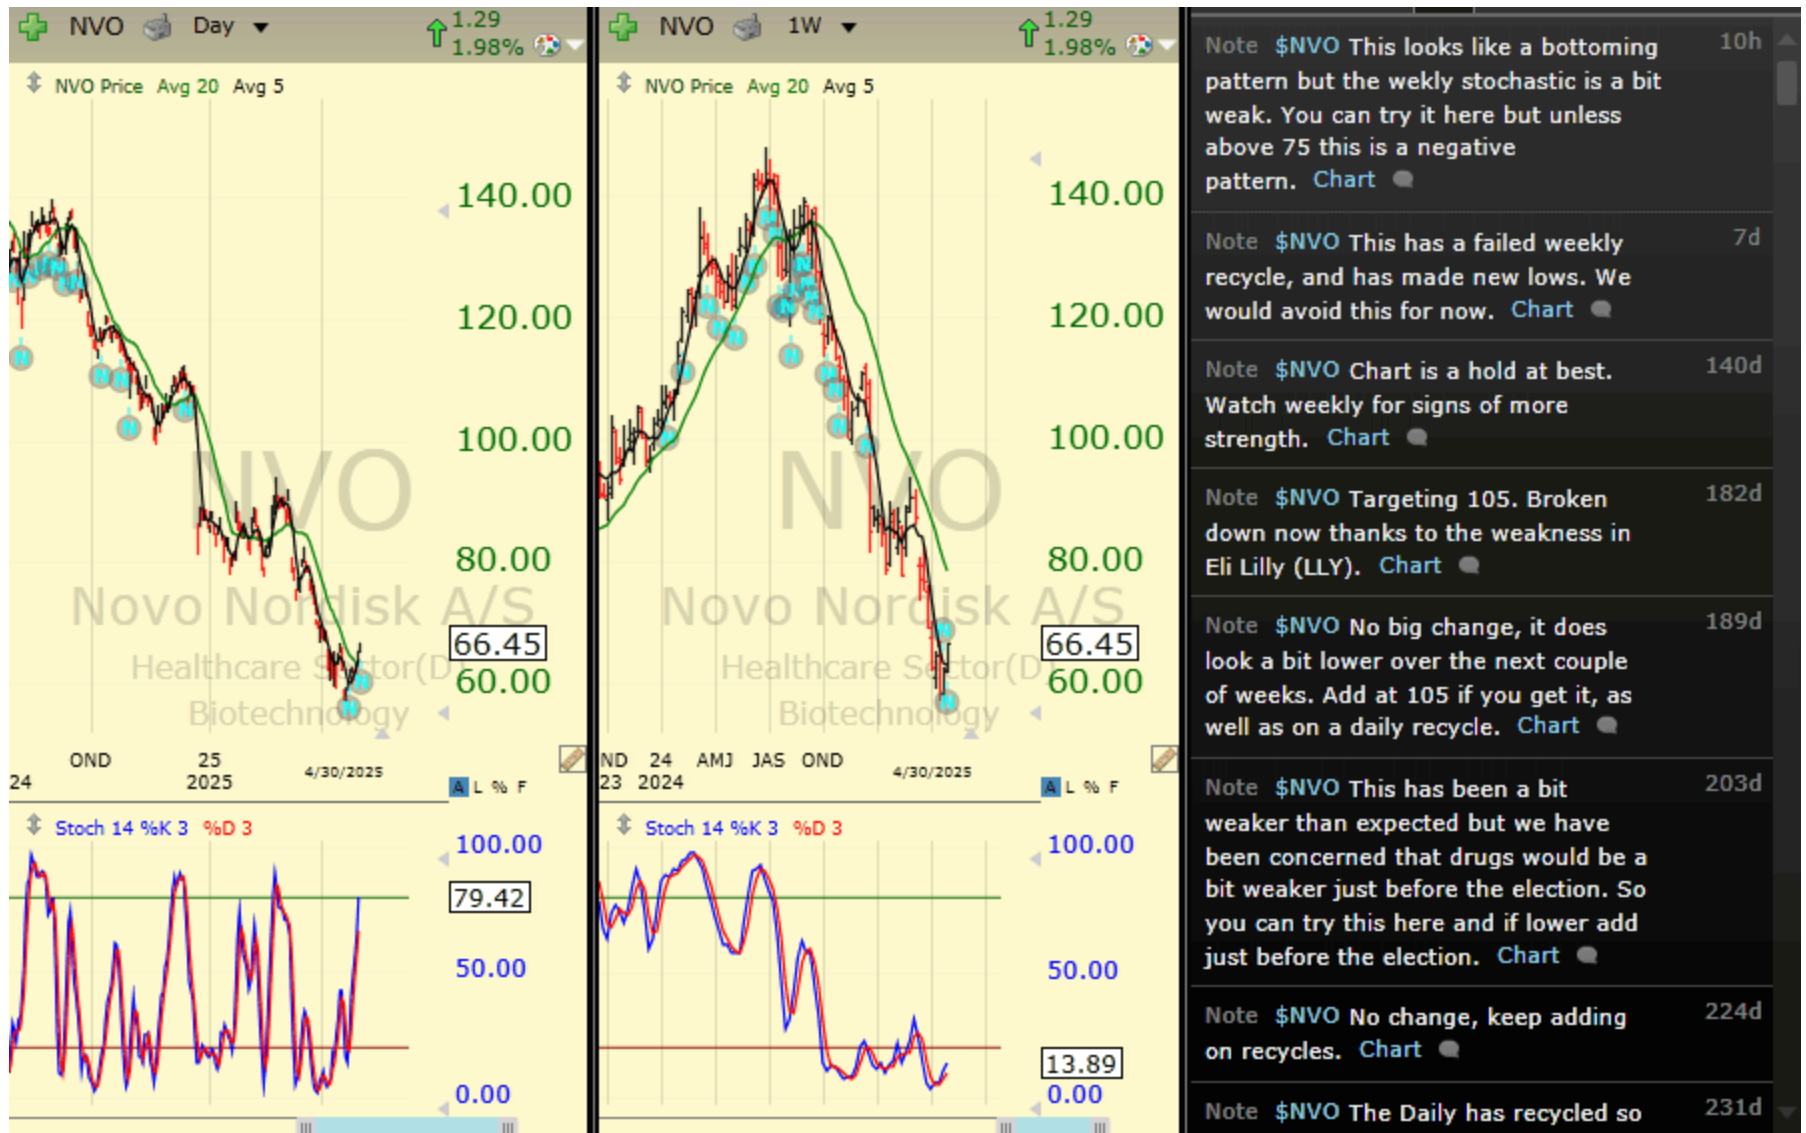 NVO Day
1.29
1.98%
NVO Price Avg 20 Avg 5
140.00
120.00
100.00
80.00
66.45
60.00
NVO
Novo Nordisk A/S
Healthcare Sector(D)
Biotechnology
N
OND 25
24 2025 4/30/2025
A L % F
Stoch 14 %K 3 %D 3
100.00
79.42
50.00
0.00
NVO 1W
1.29
1.98%
NVO Price Avg 20 Avg 5
140.00
120.00
100.00
80.00
66.45
60.00
NVO
Novo Nordisk A/S
Healthcare Sector(D)
Biotechnology
N
ND 24 AMJ JAS OND
23 2024 4/30/2025
A L % F
Stoch 14 %K 3 %D 3
100.00
50.00
13.89
0.00
Note $NVO This looks like a bottoming 10h
pattern but the wekly stochastic is a bit
weak. You can try it here but unless
above 75 this is a negative
pattern. Chart
Note $NVO This has a failed weekly 7d
recycle, and has made new lows. We
would avoid this for now. Chart
Note $NVO Chart is a hold at best. 140d
Watch weekly for signs of more
strength. Chart
Note $NVO Targeting 105. Broken 182d
down now thanks to the weakness in
Eli Lilly (LLY). Chart
Note $NVO No big change, it does 189d
look a bit lower over the next couple
of weeks. Add at 105 if you get it, as
well as on a daily recycle. Chart
Note $NVO This has been a bit 203d
weaker than expected but we have
been concerned that drugs would be a
bit weaker just before the election. So
you can try this here and if lower add
just before the election. Chart
Note $NVO No change, keep adding 224d
on recycles. Chart
Note $NVO The Daily has recycled so 231d